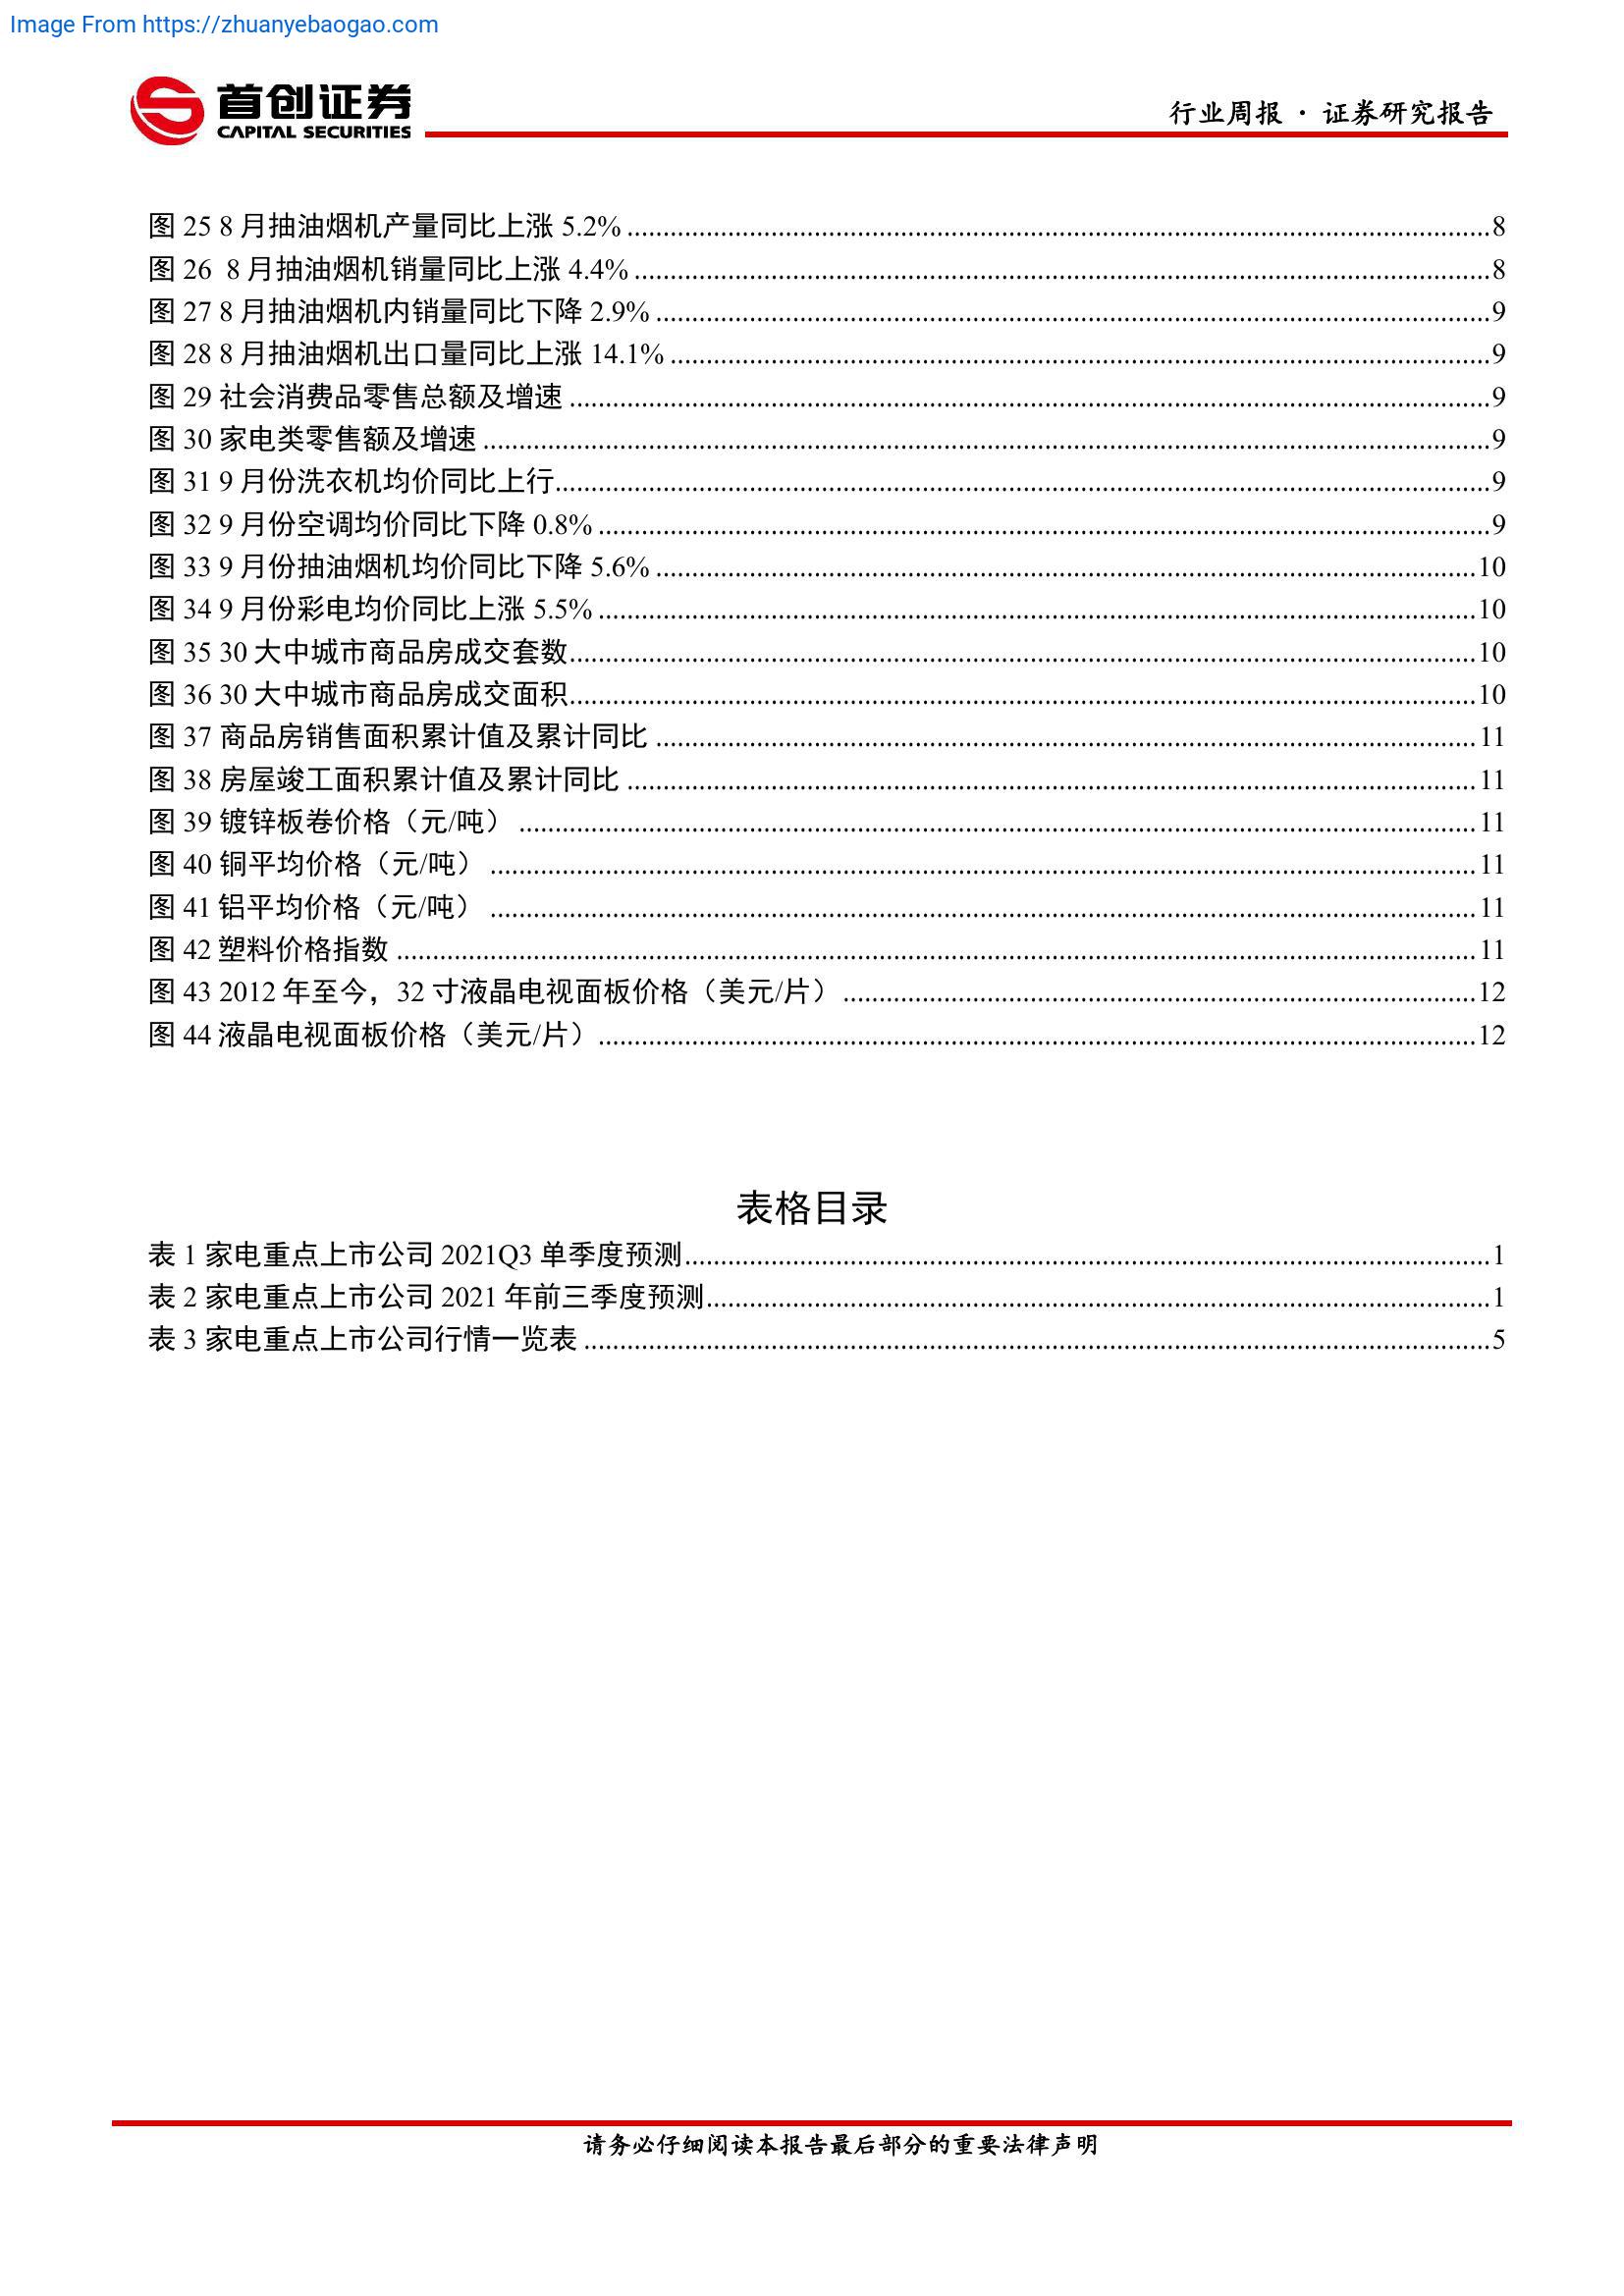 Image From https://zhuanyebaogao.com
首创证券
CAPITAL SECURITIES
行业周报 · 证券研究报告
图 25 8 月抽油烟机产量同比上涨 5.2% 8
图 26 8 月抽油烟机销量同比上涨 4.4% 8
图 27 8 月抽油烟机内销量同比下降 2.9% 9
图 28 8 月抽油烟机出口量同比上涨 14.1% 9
图 29 社会消费品零售总额及增速 9
图 30 家电类零售额及增速 9
图 31 9 月份洗衣机均价同比上行 9
图 32 9 月份空调均价同比下降 0.8% 9
图 33 9 月份抽油烟机均价同比下降 5.6% 10
图 34 9 月份彩电均价同比上涨 5.5% 10
图 35 30 大中城市商品房成交套数 10
图 36 30 大中城市商品房成交面积 10
图 37 商品房销售面积累计值及累计同比 11
图 38 房屋竣工面积累计值及累计同比 11
图 39 镀锌板卷价格（元/吨） 11
图 40 铜平均价格（元/吨） 11
图 41 铝平均价格（元/吨） 11
图 42 塑料价格指数 11
图 43 2012 年至今，32 寸液晶电视面板价格（美元/片） 12
图 44 液晶电视面板价格（美元/片） 12
表格目录
表 1 家电重点上市公司 2021Q3 单季度预测 1
表 2 家电重点上市公司 2021 年前三季度预测 1
表 3 家电重点上市公司行情一览表 5
请务必仔细阅读本报告最后部分的重要法律声明